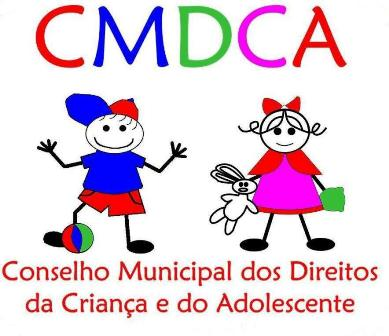 CMDCA
Conselho Municipal dos Direitos
da Criança e do Adolescente